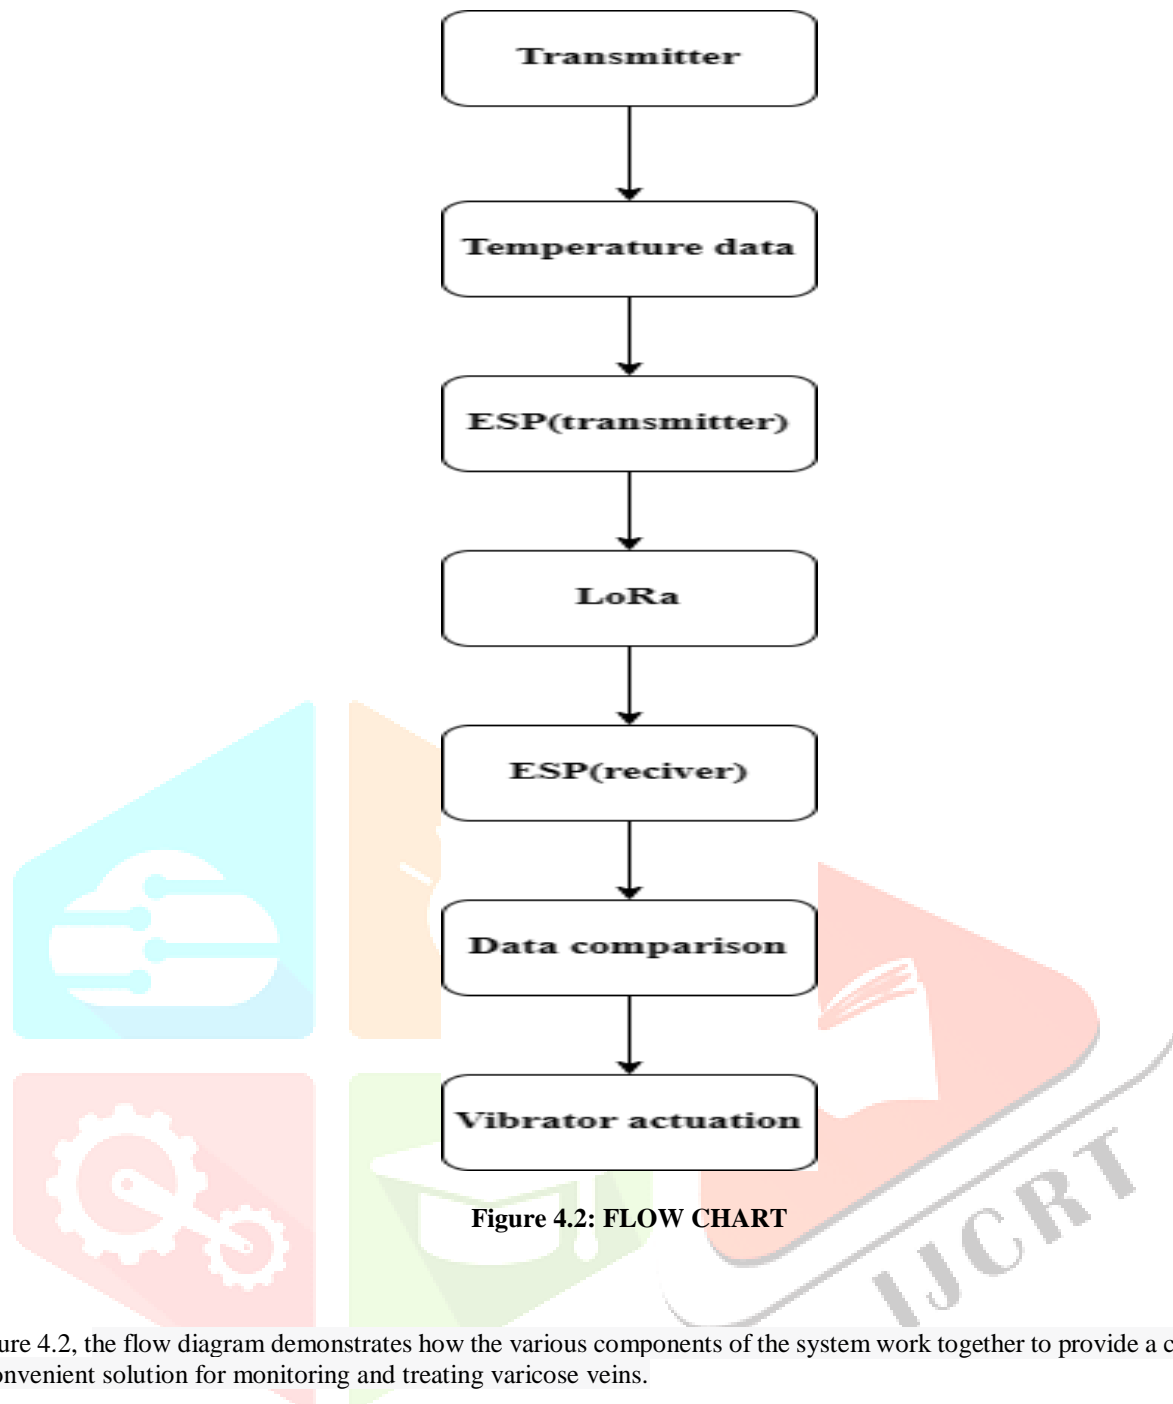 Transmitter
Temperature data
ESP(transmitter)
LoRa
ESP(reciver)
Data comparison
Vibrator actuation
Figure 4.2: FLOW CHART
IJCRT
4.2, the flow diagram demonstrates how the various components of the system work together to provide a
solution for monitoring and treating varicose veins.